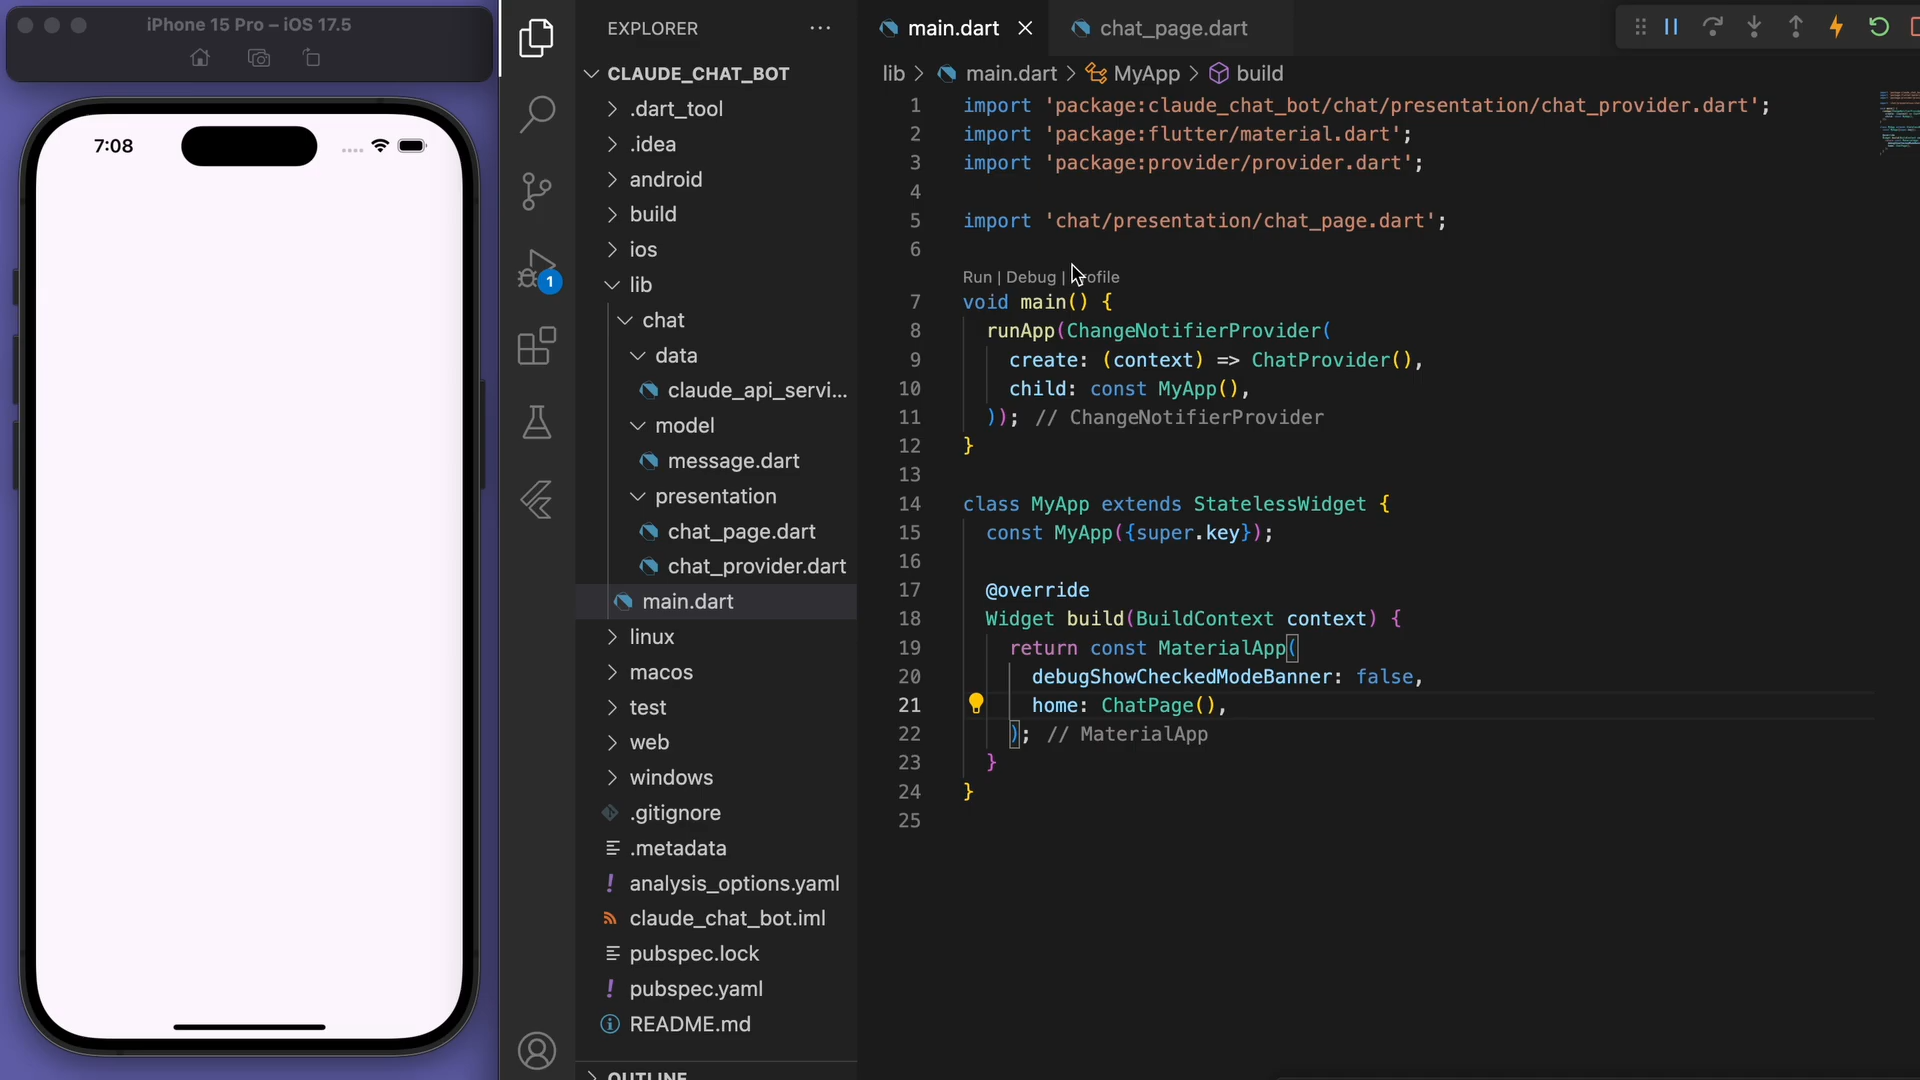 iPhone 15 Pro – iOS 17.5
7:08
EXPLORER
CLAUDE_CHAT_BOT
.dart_tool
.idea
android
build
ios
lib
chat
data
claude_api_servi...
model
message.dart
presentation
chat_page.dart
chat_provider.dart
main.dart
linux
macos
test
web
windows
.gitignore
.metadata
analysis_options.yaml
claude_chat_bot.iml
pubspec.lock
pubspec.yaml
README.md
OUTLINE
1
main.dart
chat_page.dart
lib > main.dart > MyApp > build
1 import 'package:claude_chat_bot/chat/presentation/chat_provider.dart';
2 import 'package:flutter/material.dart';
3 import 'package:provider/provider.dart';
4
5 import 'chat/presentation/chat_page.dart';
6
Run | Debug | Profile
7 void main() {
8 runApp(ChangeNotifierProvider(
9 create: (context) => ChatProvider(),
10 child: const MyApp(),
11 )); // ChangeNotifierProvider
12 }
13
14 class MyApp extends StatelessWidget {
15 const MyApp({super.key});
16
17 @override
18 Widget build(BuildContext context) {
19 return const MaterialApp(
20 debugShowCheckedModeBanner: false,
21 home: ChatPage(),
22 ); // MaterialApp
23 }
24 }
25